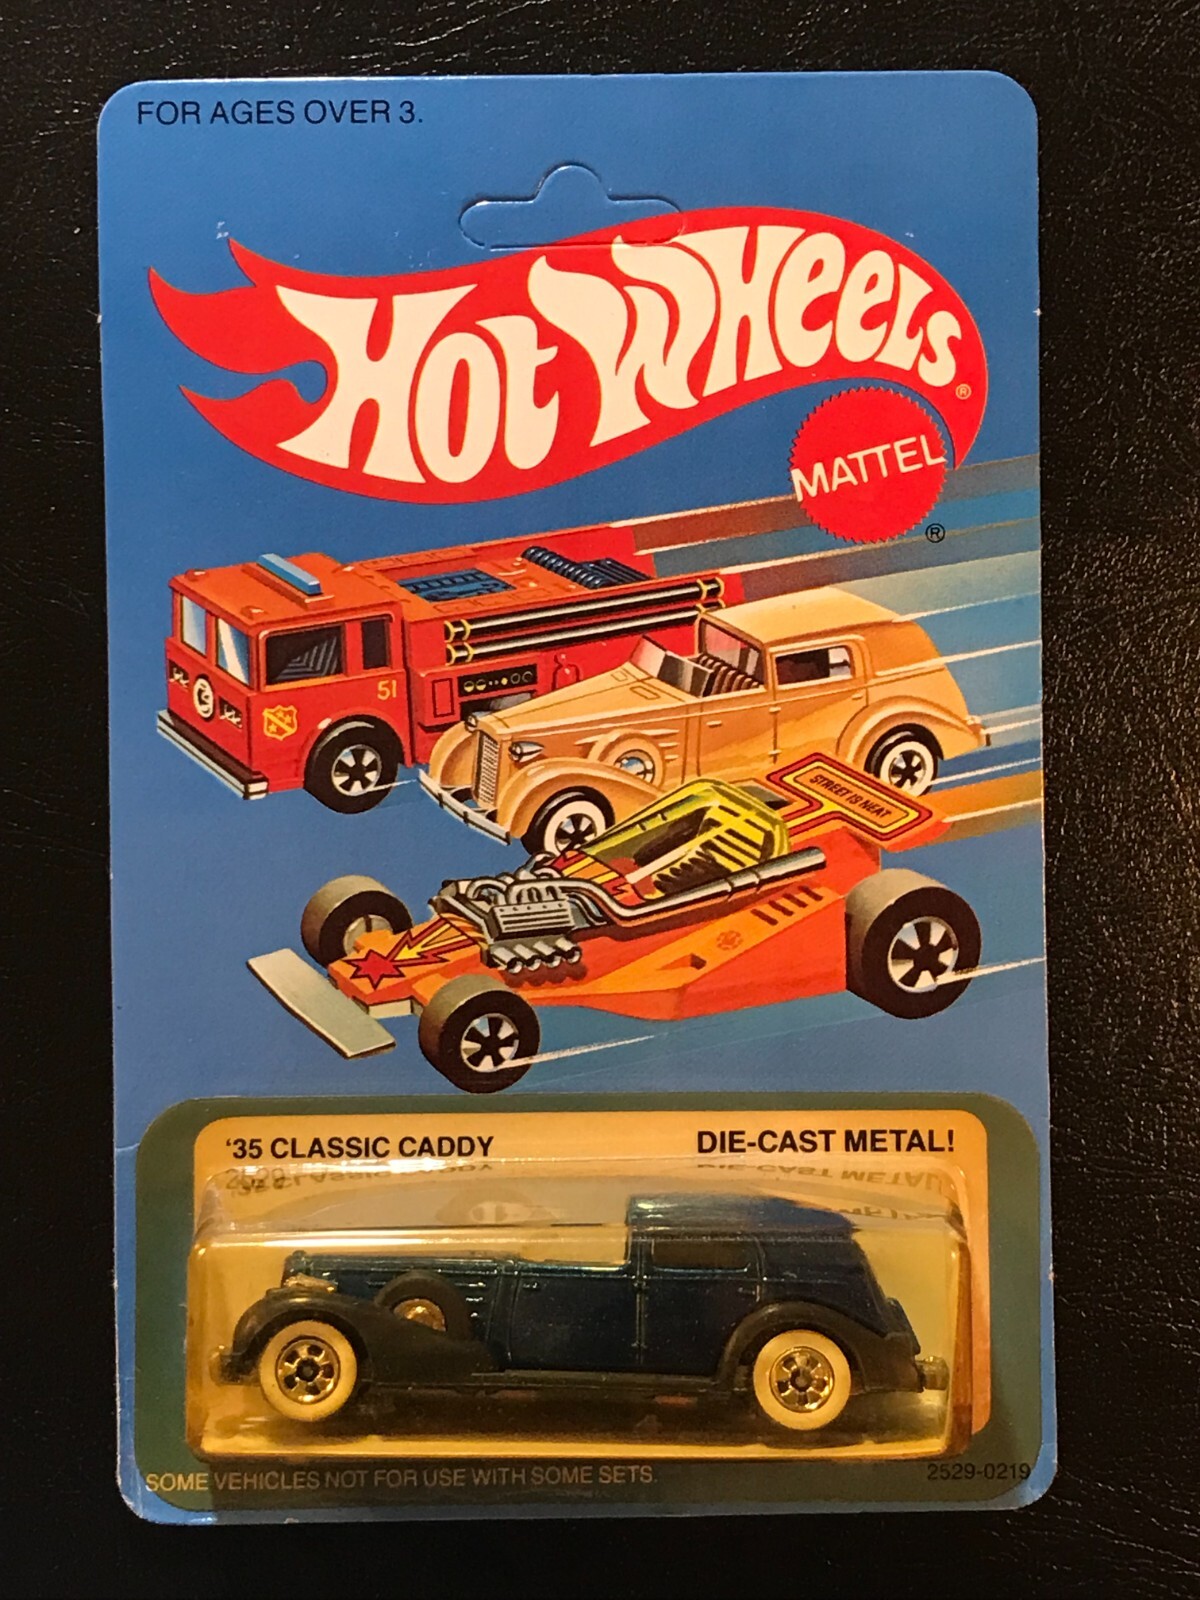 FOR AGES OVER 3.
HOT WHEELS®
MATTEL
®
51
STREET IS NEAT
'35 CLASSIC CADDY
DIE-CAST METAL!
SOME VEHICLES NOT FOR USE WITH SOME SETS.
2529-0219